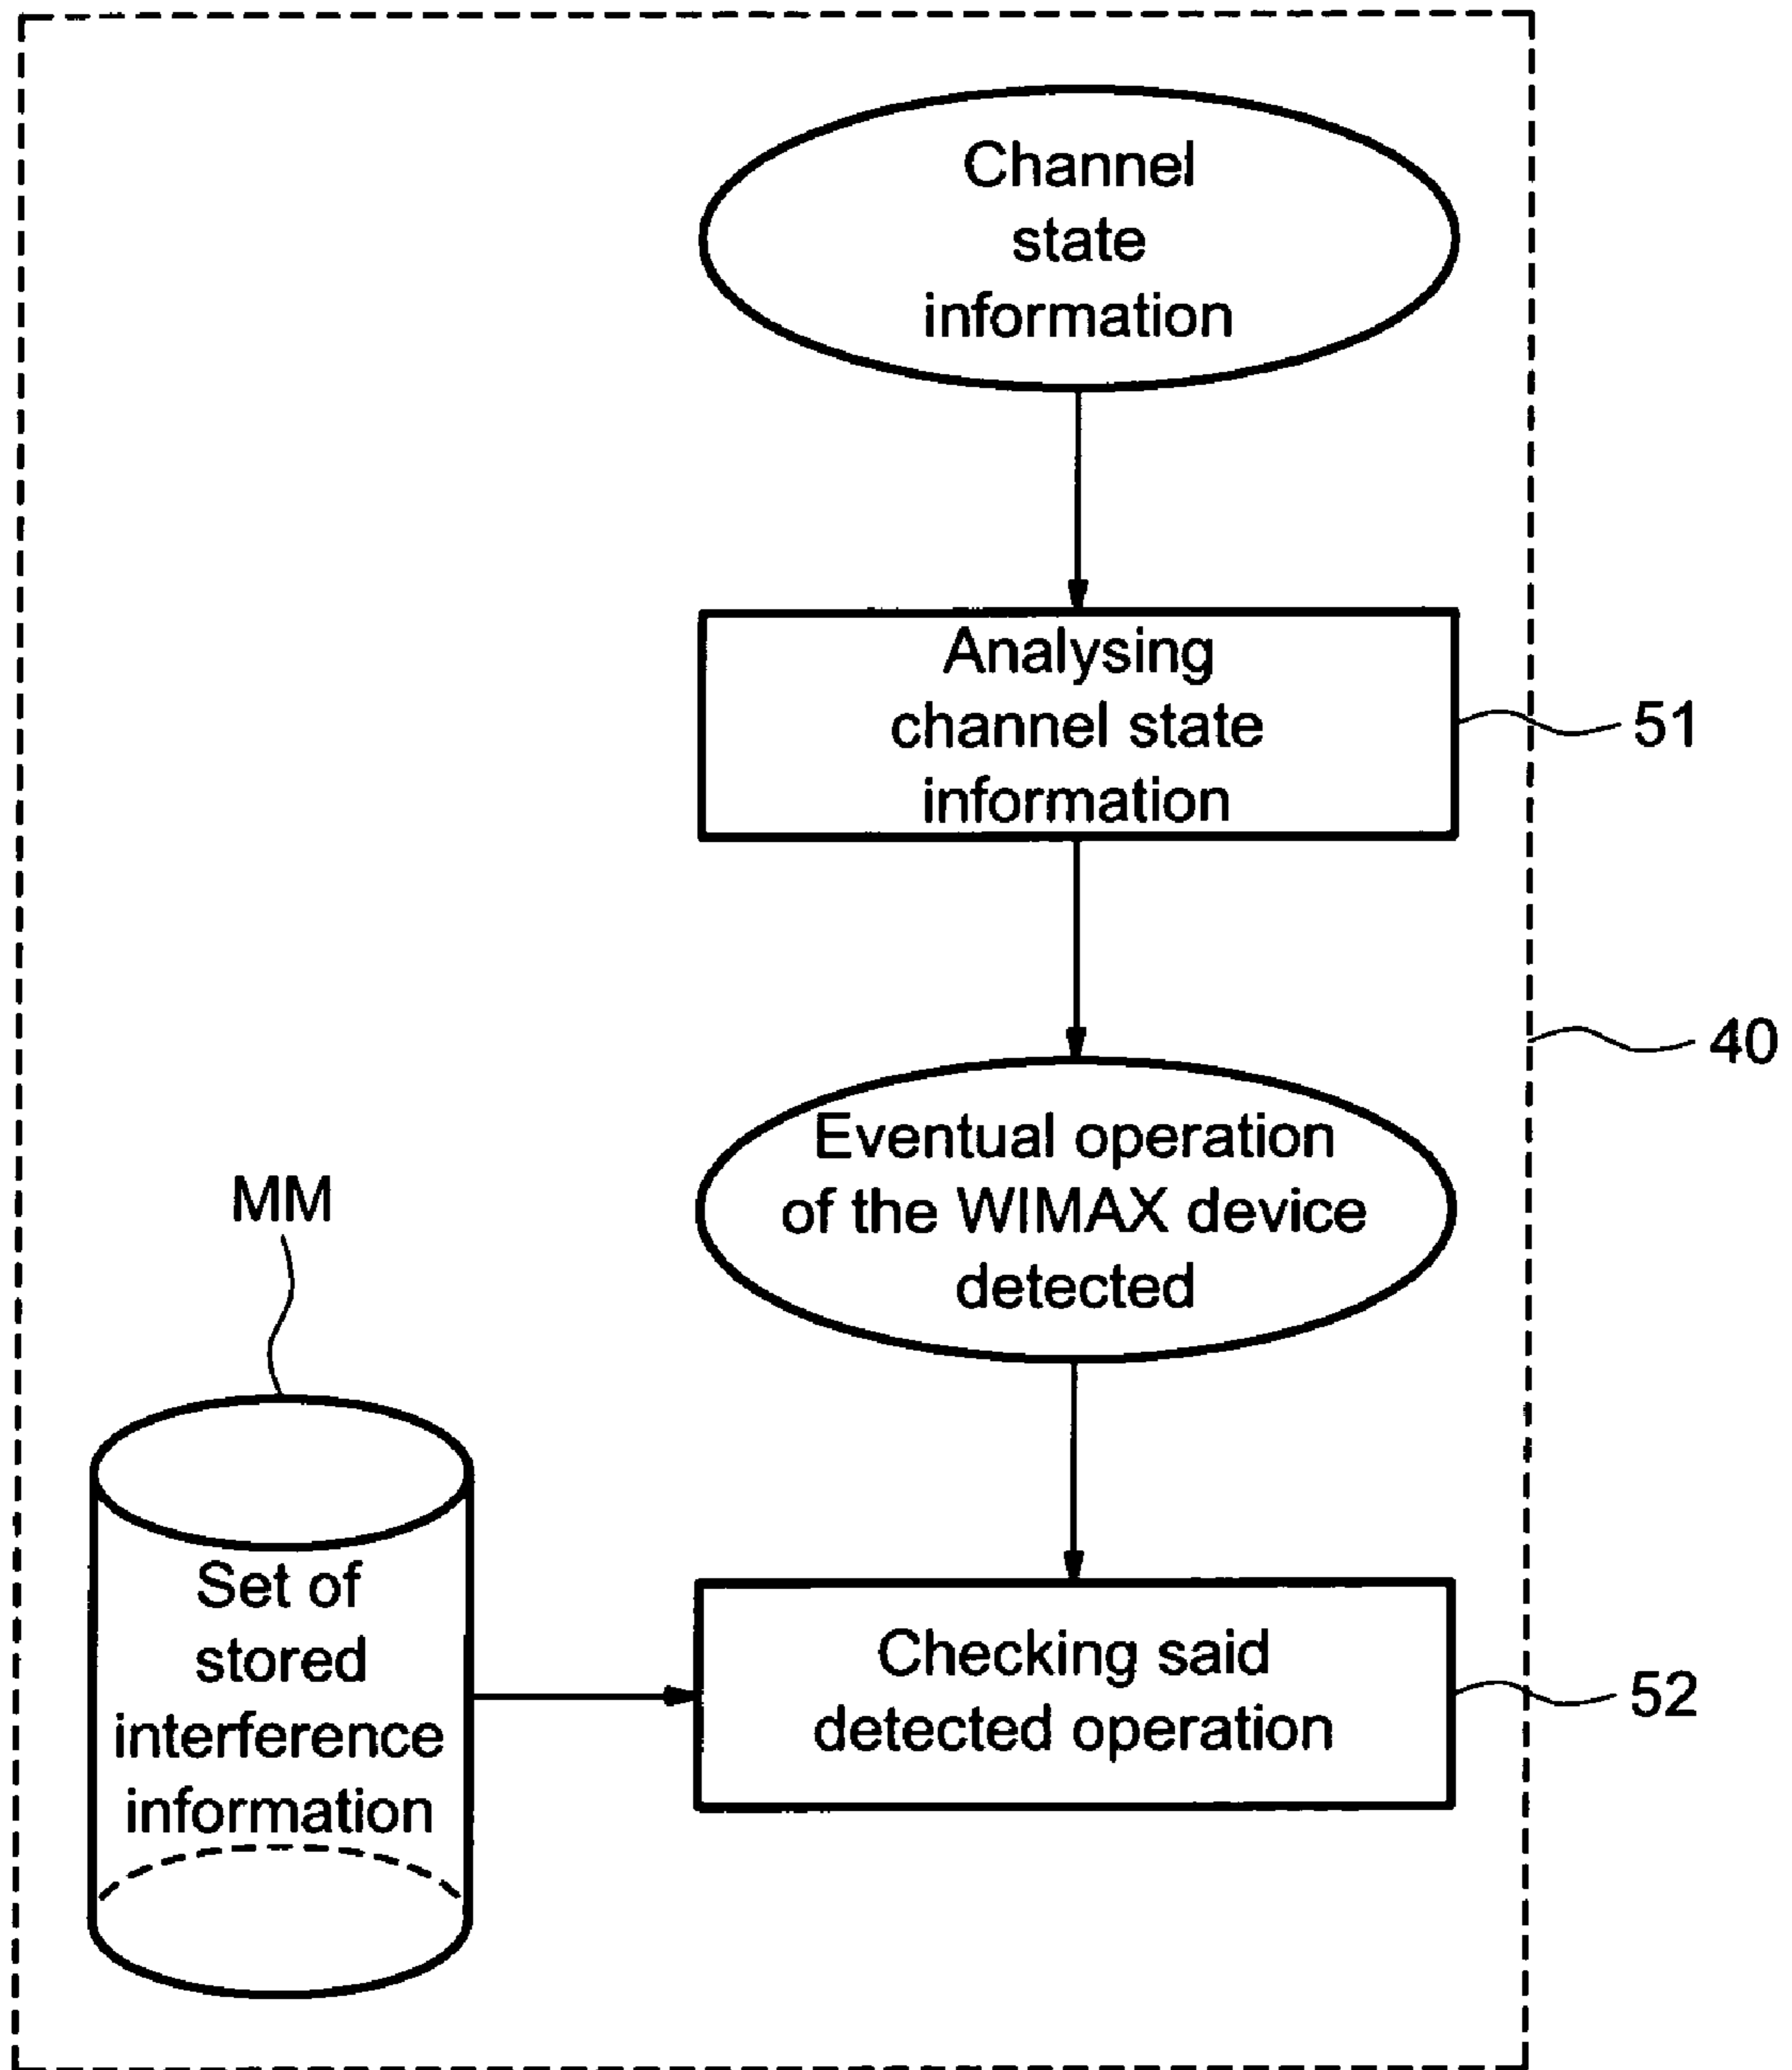 Channel
state
information
Analysing
channel state
information
51
40
Eventual operation
of the WIMAX device
detected
MM
Set of
stored
interference
information
Checking said
detected operation
52